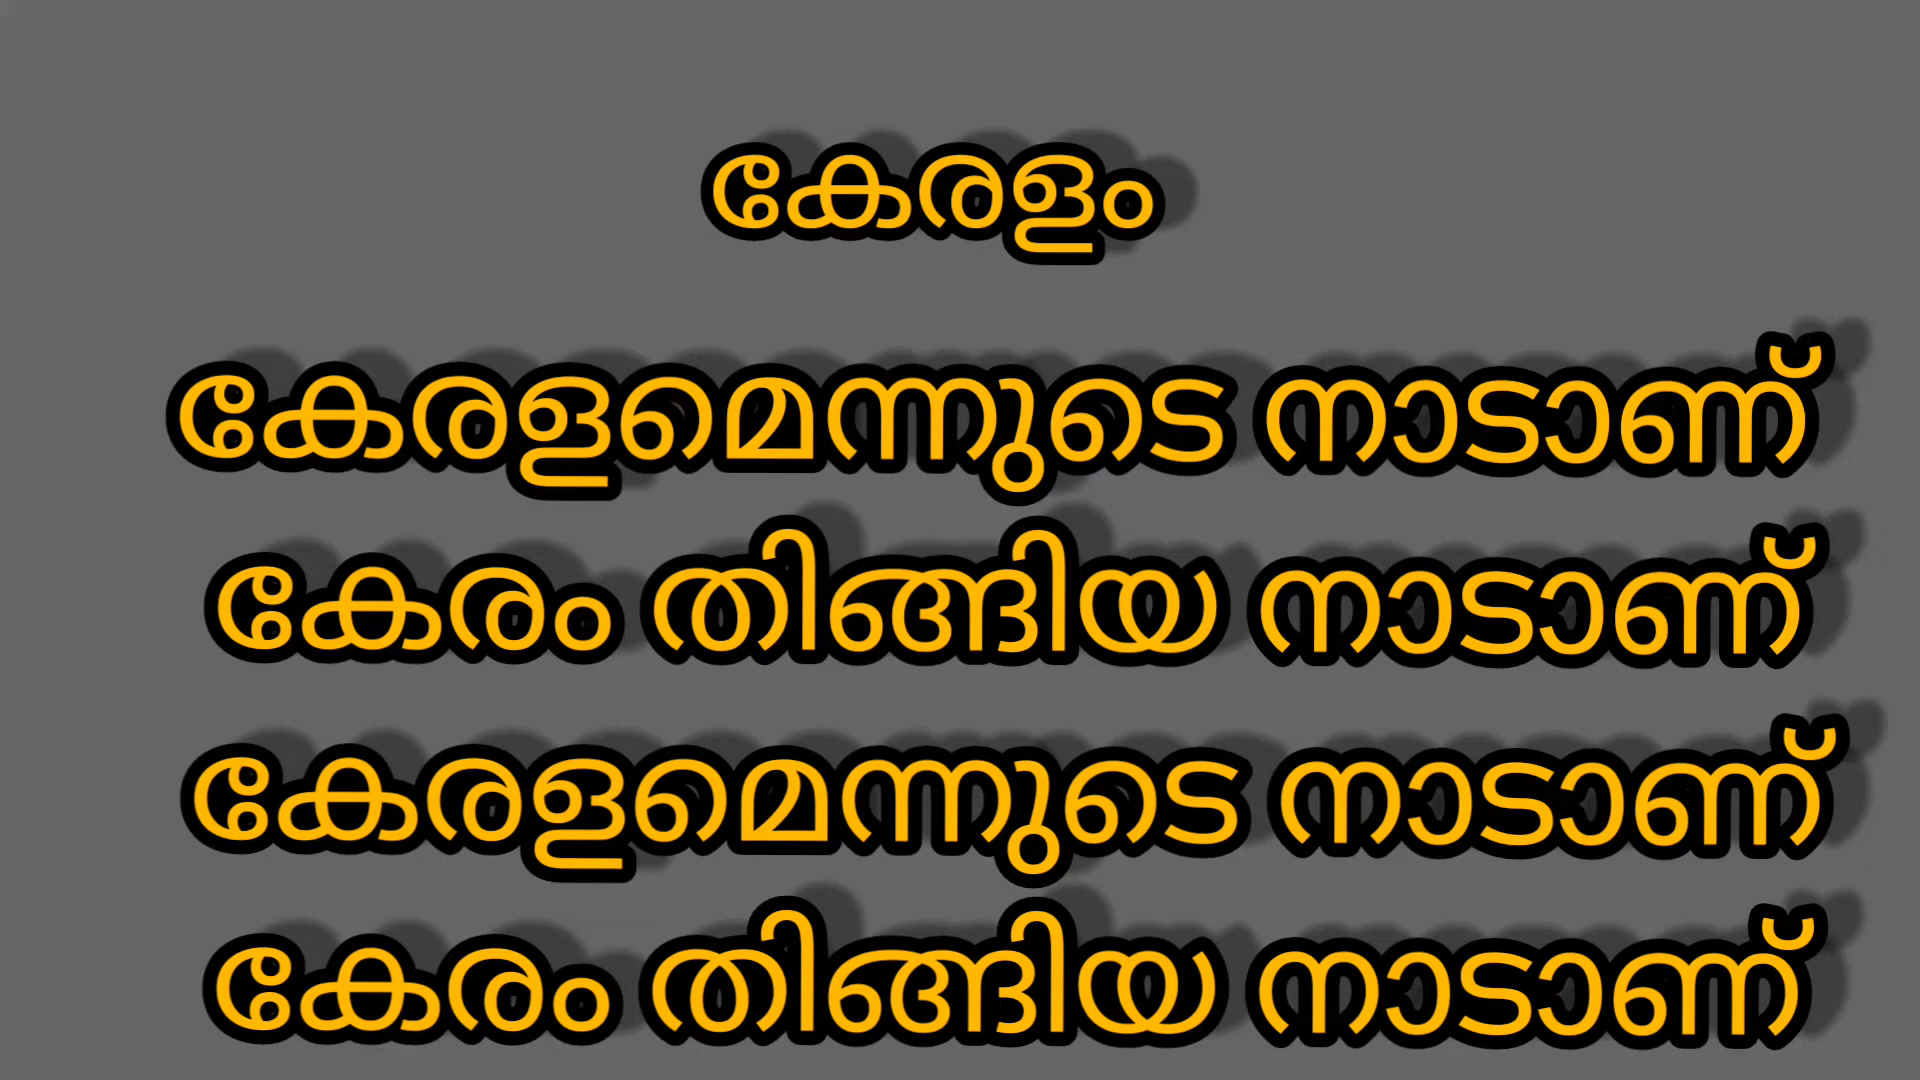 കേരളം
കേരളമെന്നുടെ നാടാണ്
കേരം തിങ്ങിയ നാടാണ്
കേരളമെന്നുടെ നാടാണ്
കേരം തിങ്ങിയ നാടാണ്